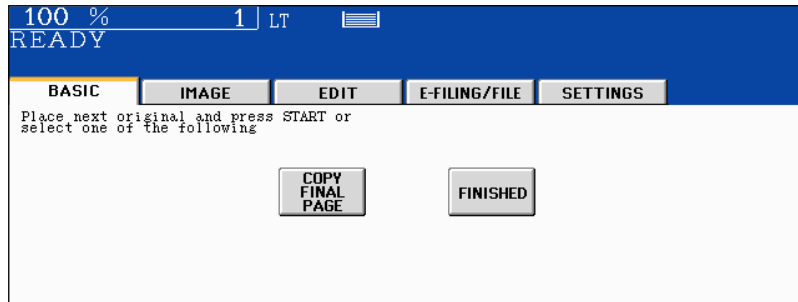 100 % 1 LT
READY
BASIC IMAGE EDIT E-FILING/FILE SETTINGS
Place next original and press START or
select one of the following
COPY
FINAL
PAGE
FINISHED